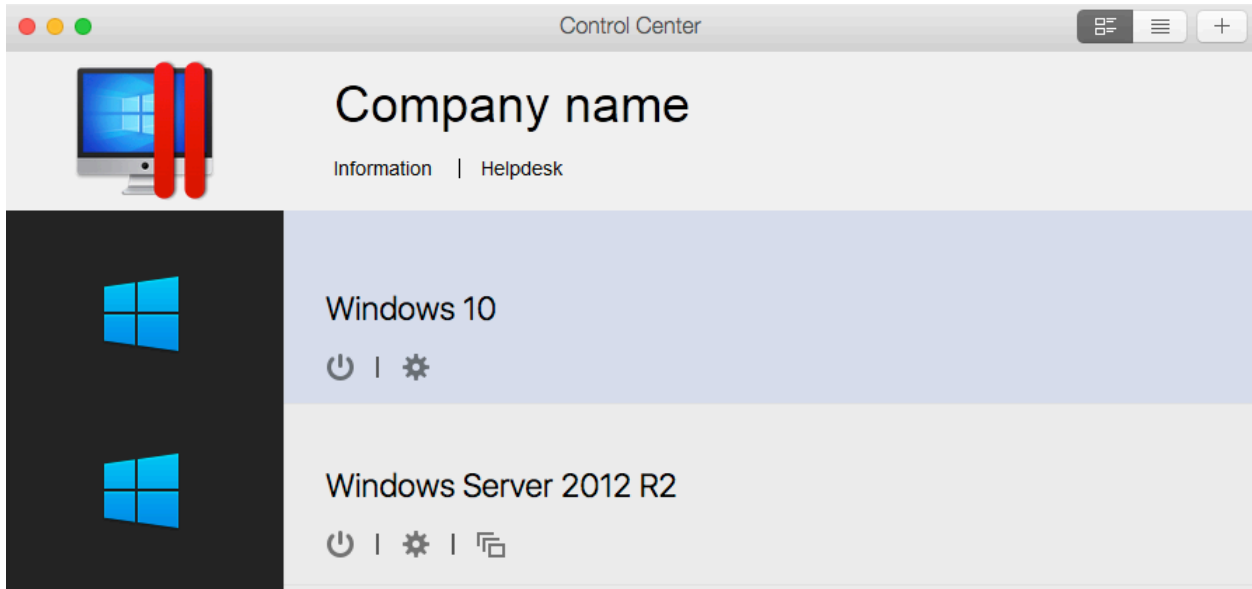 Control Center
Company name
Information | Helpdesk
Windows 10
Windows Server 2012 R2